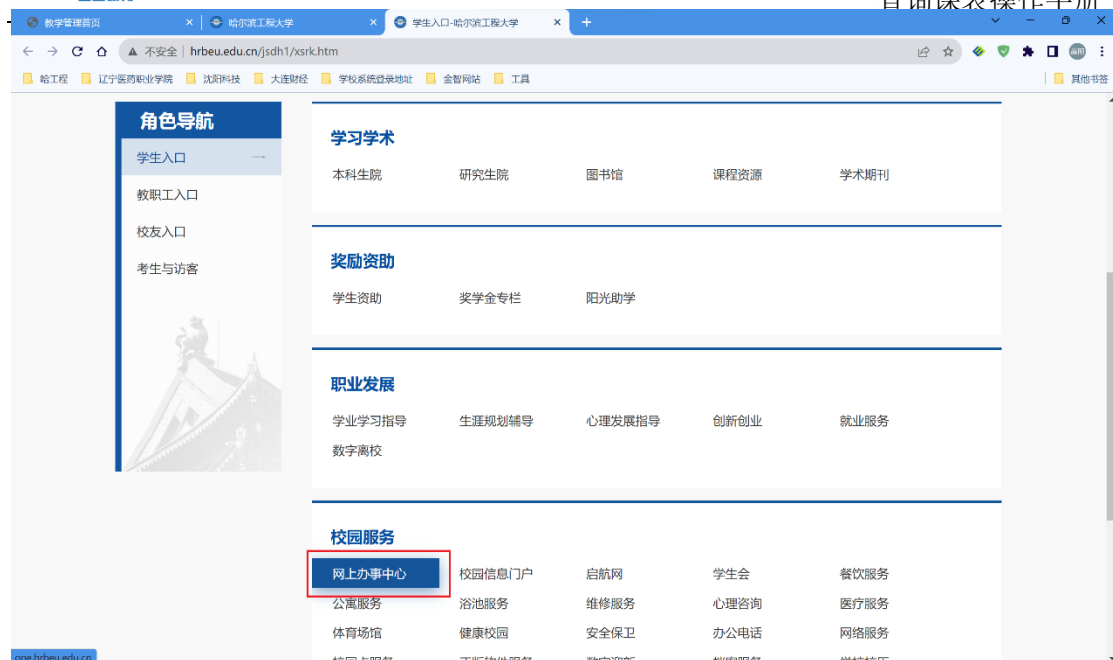 查询课表操作手册
教学管理首页 哈尔滨工程大学 学生入口-哈尔滨工程大学
不安全 hrbeu.edu.cn/jsdh1/xsrk.htm
哈工程 辽宁医药职业学院 沈阳科技 大连财经 学校系统登录地址 金智网站 工具 其他书签
角色导航
学生入口
教职工入口
校友入口
考生与访客
学习学术
本科生院 研究生院 图书馆 课程资源 学术期刊
奖励资助
学生资助 奖学金专栏 阳光助学
职业发展
学业学习指导 生涯规划辅导 心理发展指导 创新创业 就业服务
数字离校
校园服务
网上办事中心 校园信息门户 启航网 学生会 餐饮服务
公寓服务 浴池服务 维修服务 心理咨询 医疗服务
体育场馆 健康校园 安全保卫 办公电话 网络服务
one.hrbeu.edu.cn